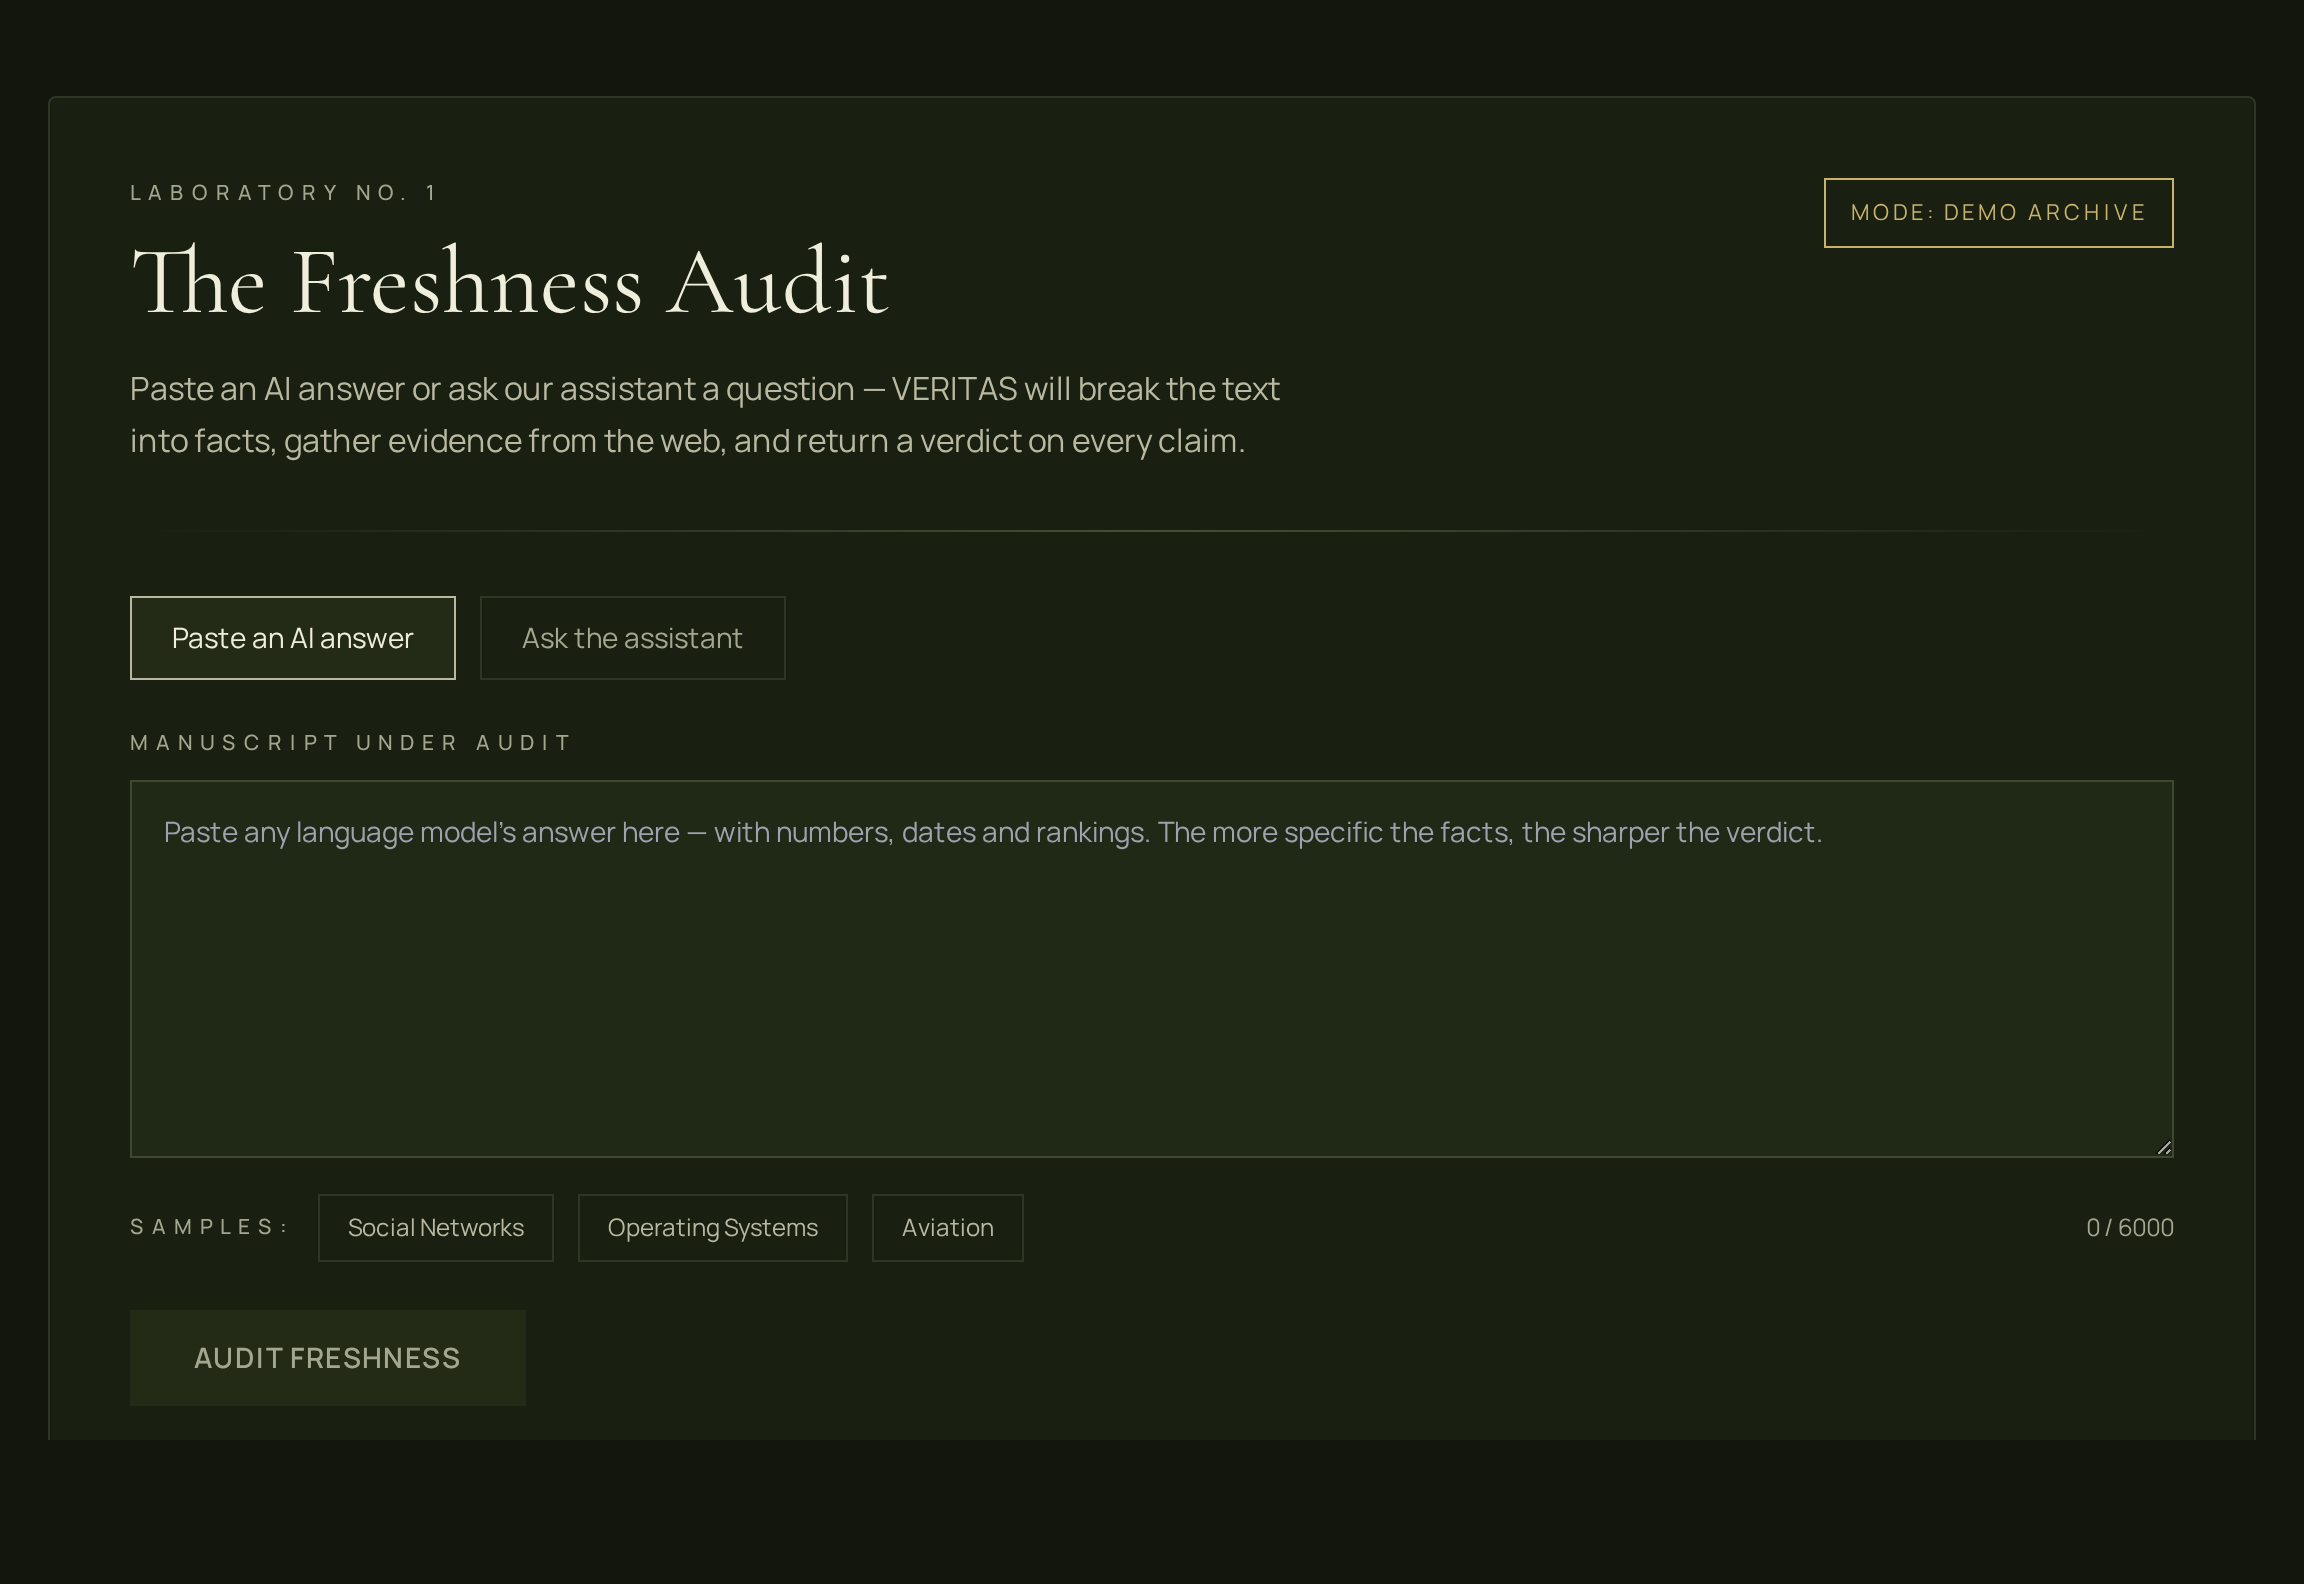 LABORATORY NO. 1
MODE: DEMO ARCHIVE
The Freshness Audit
Paste an AI answer or ask our assistant a question — VERITAS will break the text
into facts, gather evidence from the web, and return a verdict on every claim.
Paste an AI answer
Ask the assistant
MANUSCRIPT UNDER AUDIT
Paste any language model’s answer here — with numbers, dates and rankings. The more specific the facts, the sharper the verdict.
SAMPLES:
Social Networks
Operating Systems
Aviation
0 / 6000
AUDIT FRESHNESS